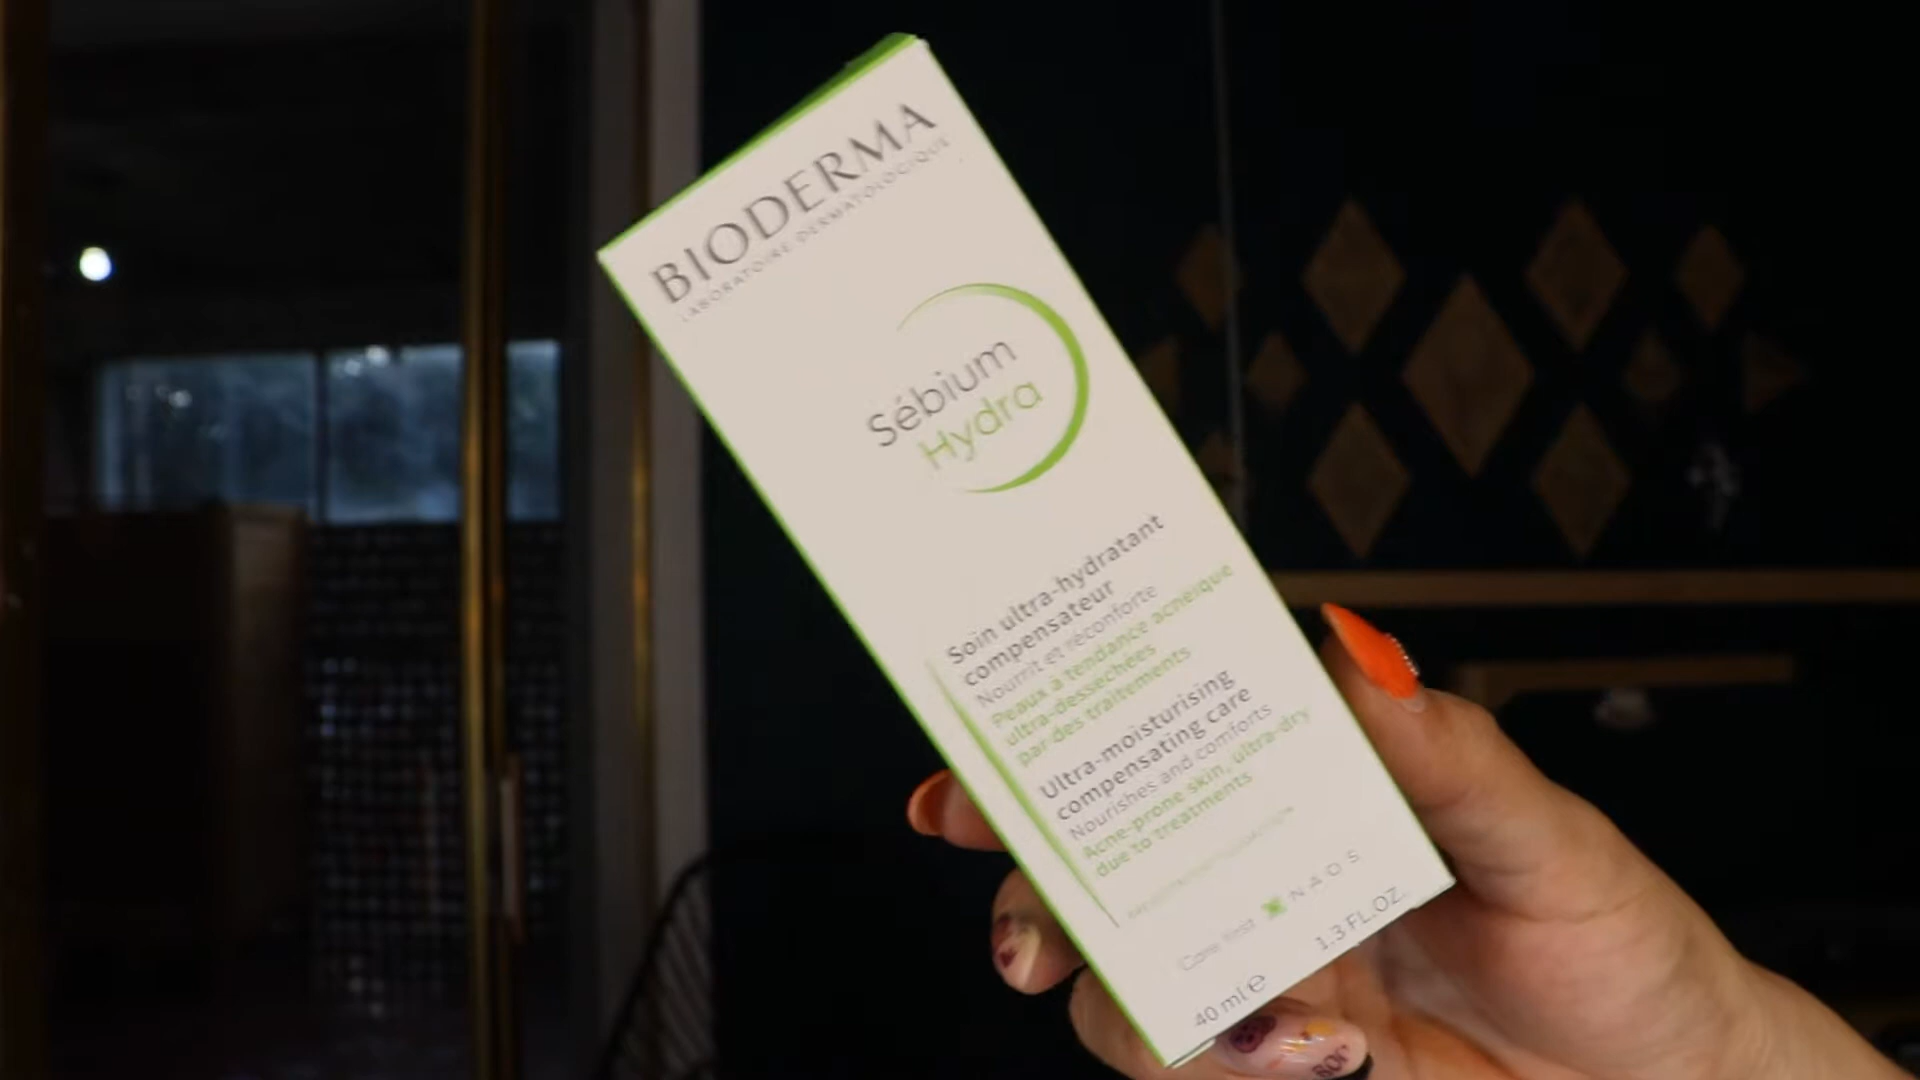 BIODERMA
LABORATOIRE DERMATOLOGIQUE
Sébium
Hydra
Soin ultra-hydratant
compensateur
Nourrit et réconforte
Peaux à tendance acnéique
ultra-desséchées
par des traitements
Ultra-moisturising
compensating care
Nourishes and comforts
Acne-prone skin, ultra-dry
due to treatments
Care first NAOS
40 ml e 1.3 FL.OZ.